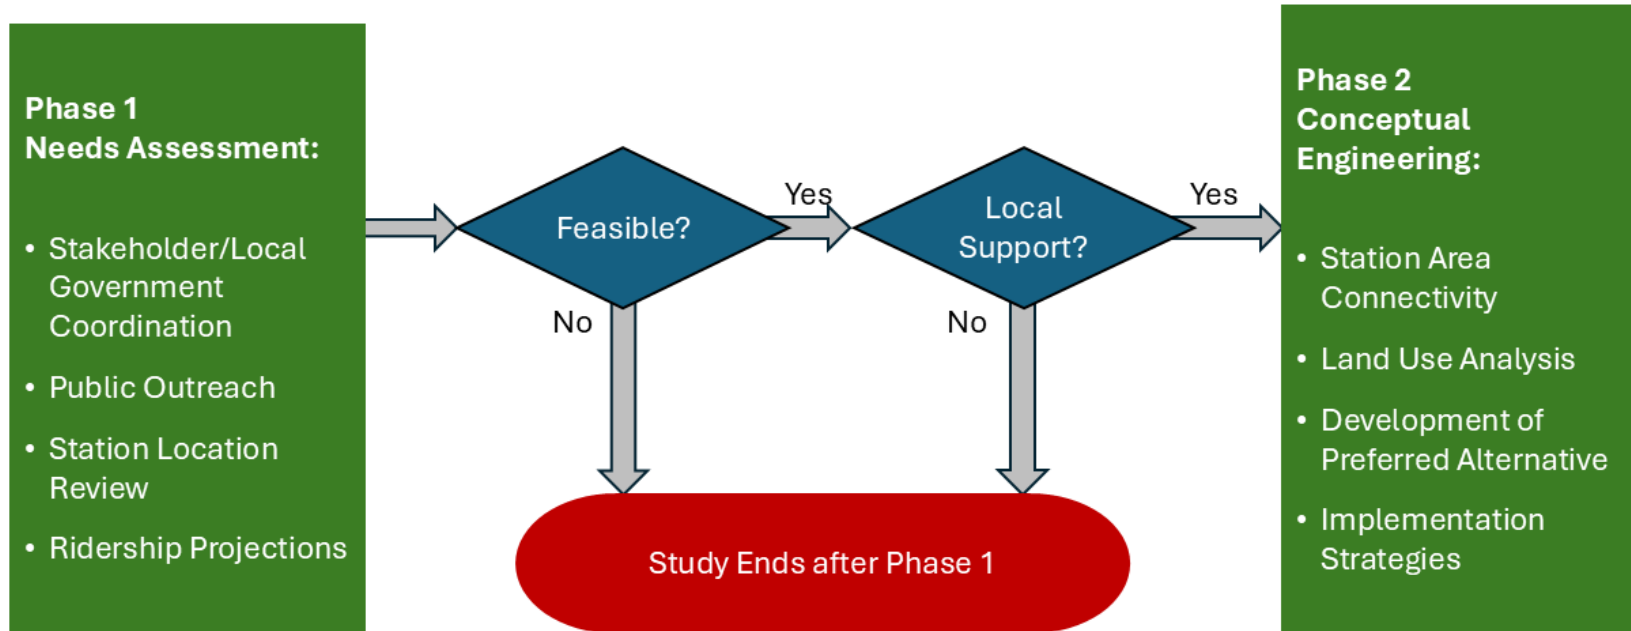 Phase 1
Needs Assessment:
• Stakeholder/Local
Government
Coordination
• Public Outreach
• Station Location
Review
• Ridership Projections
Feasible?
Yes
No
Local
Support?
Yes
No
Study Ends after Phase 1
Phase 2
Conceptual
Engineering:
• Station Area
Connectivity
• Land Use Analysis
• Development of
Preferred Alternative
• Implementation
Strategies